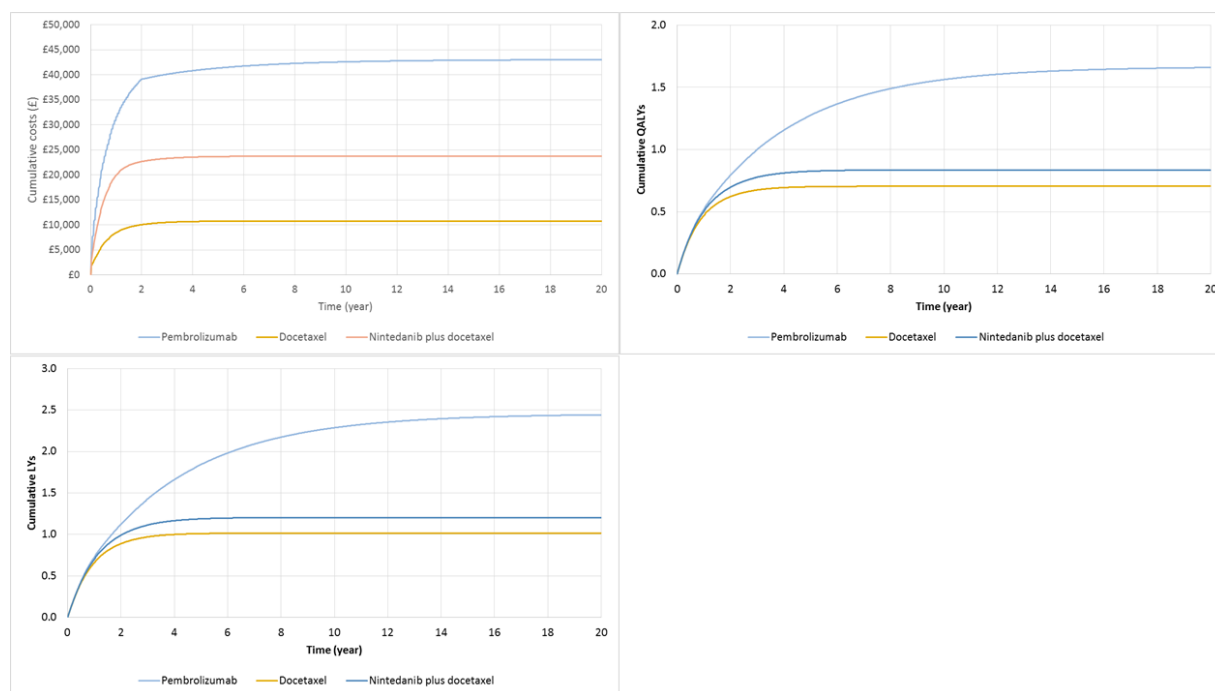 £50,000
£45,000
£40,000
£35,000
£30,000
£25,000
£20,000
£15,000
£10,000
£5,000
£0
Cumulative costs (£)
0 2 4 6 8 10 12 14 16 18 20
Time (year)
Pembrolizumab Docetaxel Nintedanib plus docetaxel
2.0
1.5
1.0
0.5
0.0
Cumulative QALYs
0 2 4 6 8 10 12 14 16 18 20
Time (year)
Pembrolizumab Docetaxel Nintedanib plus docetaxel
3.0
2.5
2.0
1.5
1.0
0.5
0.0
Cumulative LYs
0 2 4 6 8 10 12 14 16 18 20
Time (year)
Pembrolizumab Docetaxel Nintedanib plus docetaxel